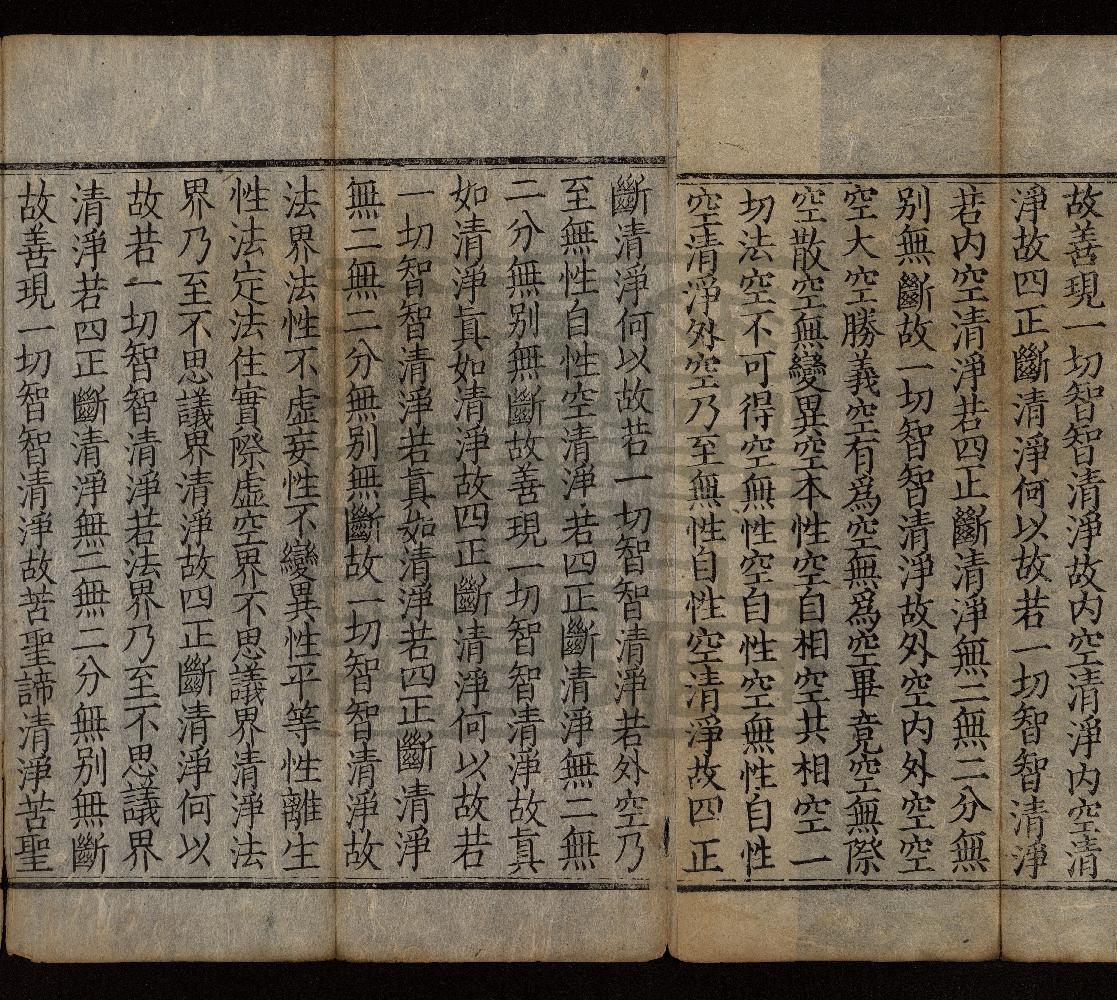 故善現一切智智清淨故内空清淨内空清
淨故四正斷清淨何以故若一切智智清淨
若内空清淨若四正斷清淨無二無二分無
别無斷故一切智智清淨故外空内外空空
空大空勝義空有爲空無爲空畢竟空無際
空散空無變異空本性空自相空共相空一
切法空不可得空無性空自性空無性自性
空清淨外空乃至無性自性空清淨故四正
斷清淨何以故若一切智智清淨若外空乃
至無性自性空清淨若四正斷清淨無二無
二分無别無斷故善現一切智智清淨故眞
如清淨眞如清淨故四正斷清淨何以故若
一切智智清淨若眞如清淨若四正斷清淨
無二無二分無别無斷故一切智智清淨故
法界法性不虛妄性不變異性平等性離生
性法定法住實際虛空界不思議界清淨法
界乃至不思議界清淨故四正斷清淨何以
故若一切智智清淨若法界乃至不思議界
清淨若四正斷清淨無二無二分無别無斷
故善現一切智智清淨故苦聖諦清淨苦聖